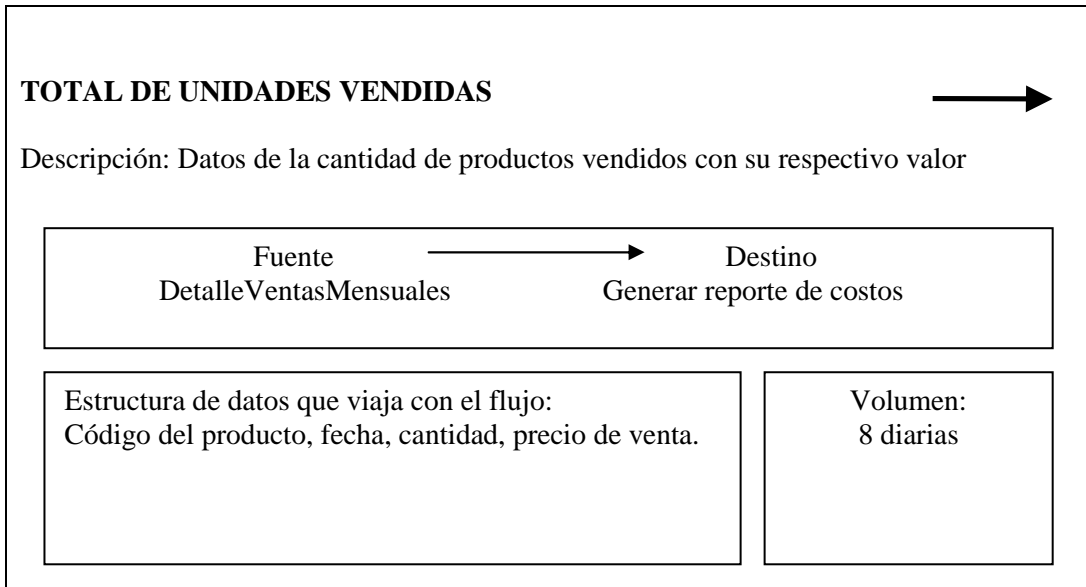 TOTAL DE UNIDADES VENDIDAS
Descripción: Datos de la cantidad de productos vendidos con su respectivo valor
Fuente Destino
DetalleVentasMensuales Generar reporte de costos
Estructura de datos que viaja con el flujo:
Código del producto, fecha, cantidad, precio de venta.
Volumen:
8 diarias